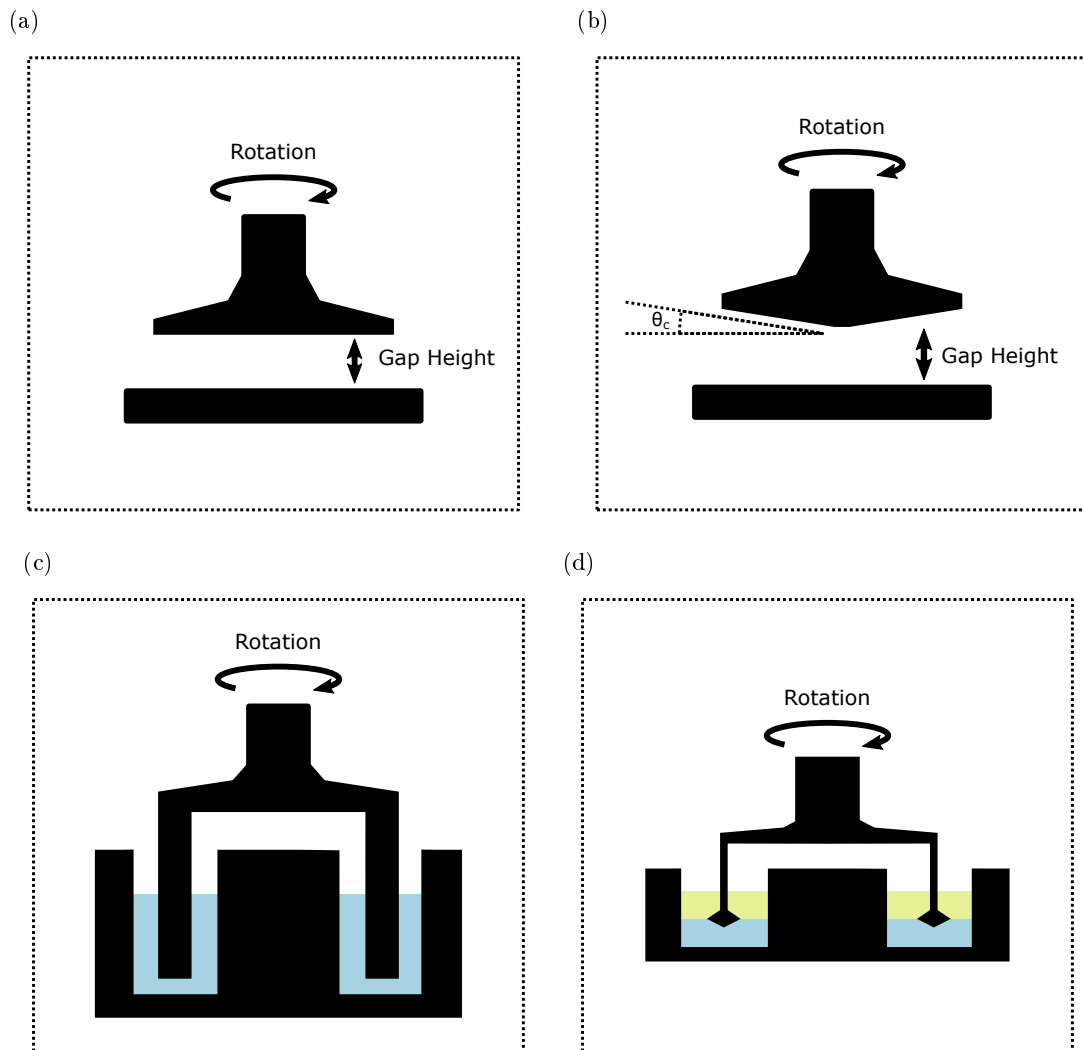 (a)
(b)
Rotation
Gap Height
Rotation
θc
Gap Height
(c)
(d)
Rotation
Rotation